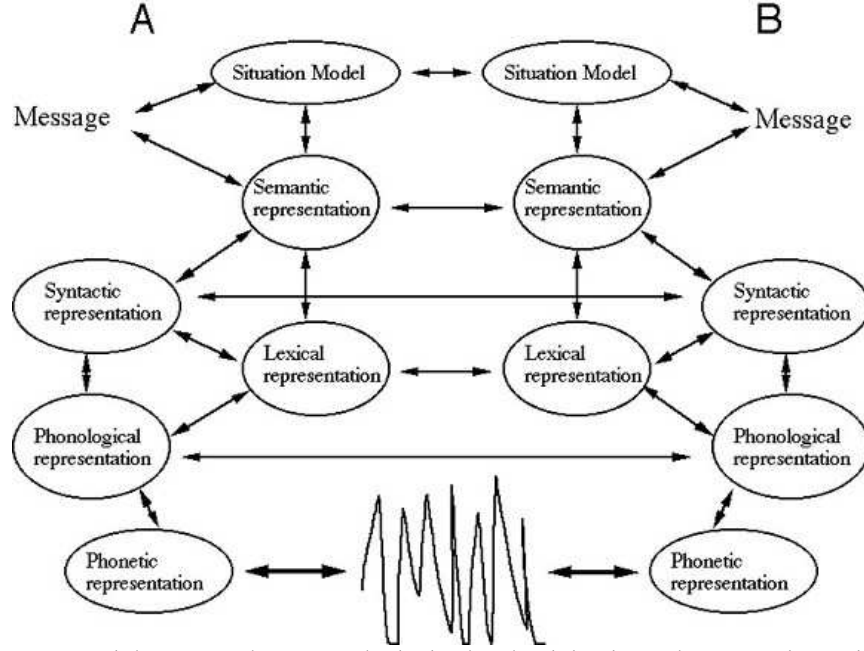 A
B
Situation Model
Situation Model
Message
Message
Semantic
representation
Semantic
representation
Syntactic
representation
Syntactic
representation
Lexical
representation
Lexical
representation
Phonological
representation
Phonological
representation
Phonetic
representation
Phonetic
representation